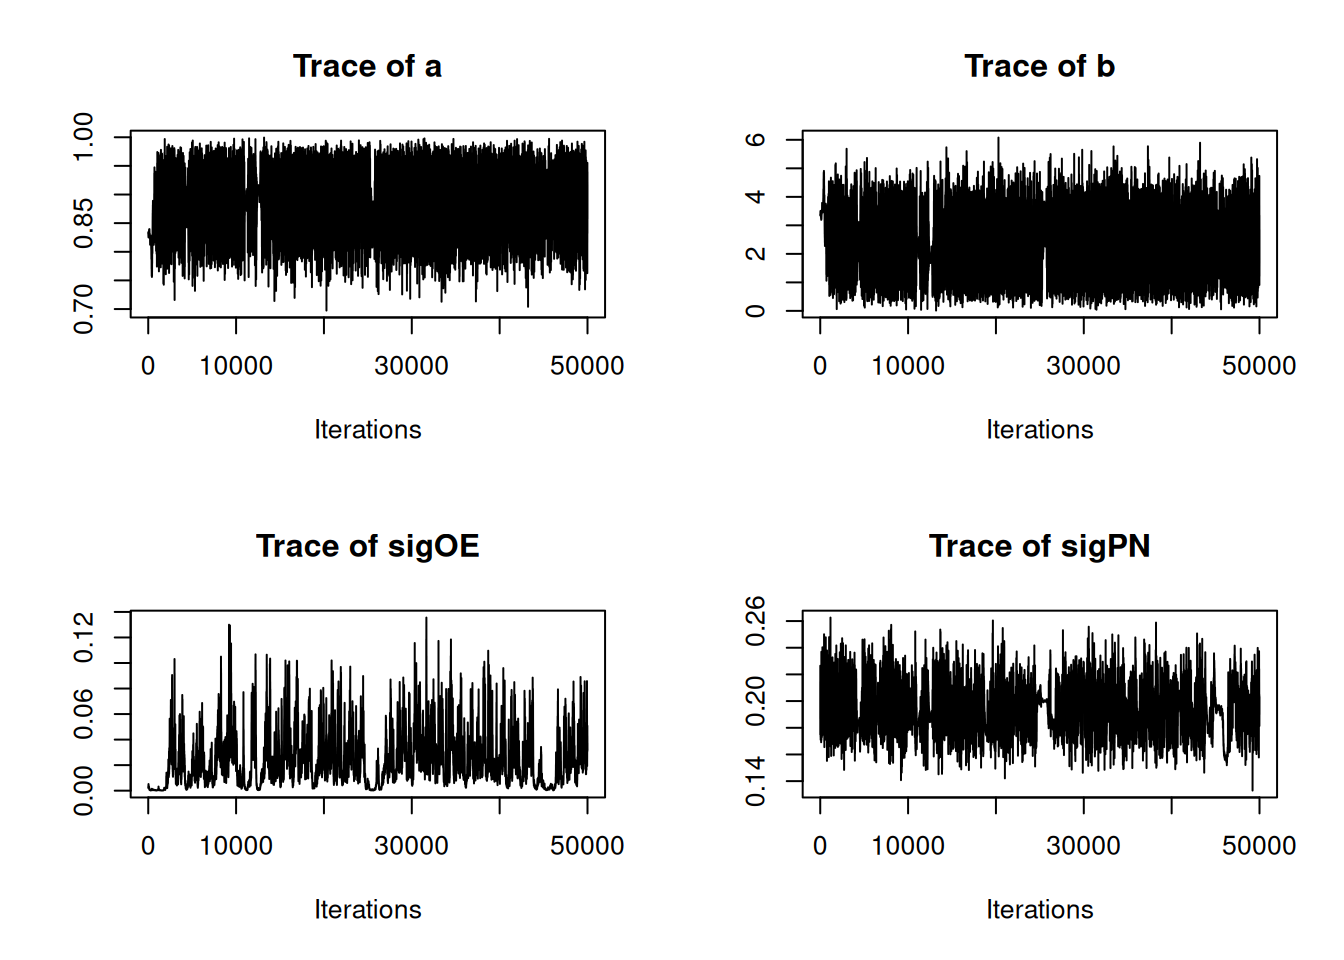 Trace of a
Trace of b
0.70 0.85 1.00
0 2 4 6
0 10000 30000 50000
0 10000 30000 50000
Iterations
Iterations
Trace of sigOE
Trace of sigPN
0.00 0.06 0.12
0.14 0.20 0.26
0 10000 30000 50000
0 10000 30000 50000
Iterations
Iterations